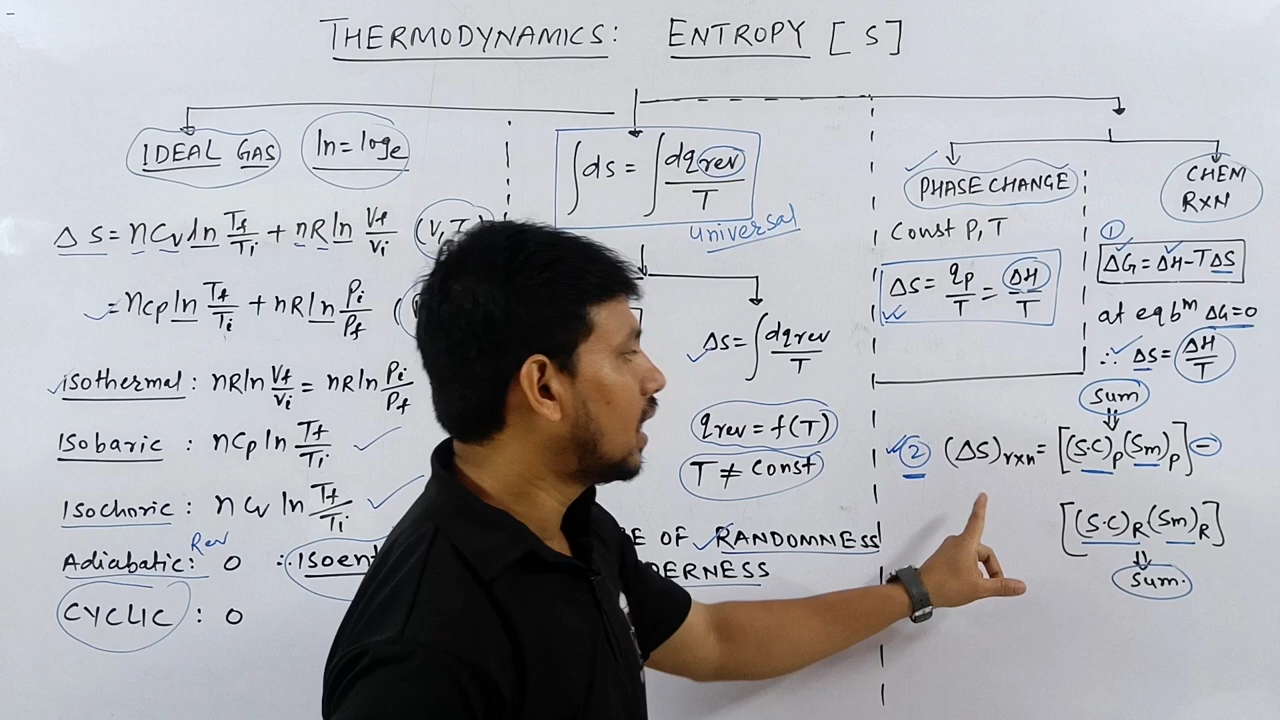 THERMODYNAMICS: ENTROPY [S]
IDEAL GAS
ln = logₑ
ΔS = nCv ln Tf/Ti + nR ln Vf/Vi (V,T)
= nCp ln Tf/Ti + nR ln Pi/Pf
isothermal: nR ln Vf/Vi = nR ln Pi/Pf
Isobaric : nCp ln Tf/Ti
Isochoric : nCv ln Tf/Ti
Rev
Adiabatic: 0 ∴ Isoent
CYCLIC : 0
∫ds = ∫dqrev/T
universal
ΔS = ∫dqrev/T
qrev = f(T)
T ≠ Const
E OF RANDOMNESS
DERNESS
PHASE CHANGE
Const P, T
ΔS = qp/T = ΔH/T
CHEM
RXN
①
ΔG = ΔH - TΔS
at eqbᵐ ΔG = 0
∴ ΔS = ΔH/T
Sum
⇓
② (ΔS)rxn = [(S·C)P (Sm)P] -
[(S·C)R (Sm)R]
⇓
Sum.